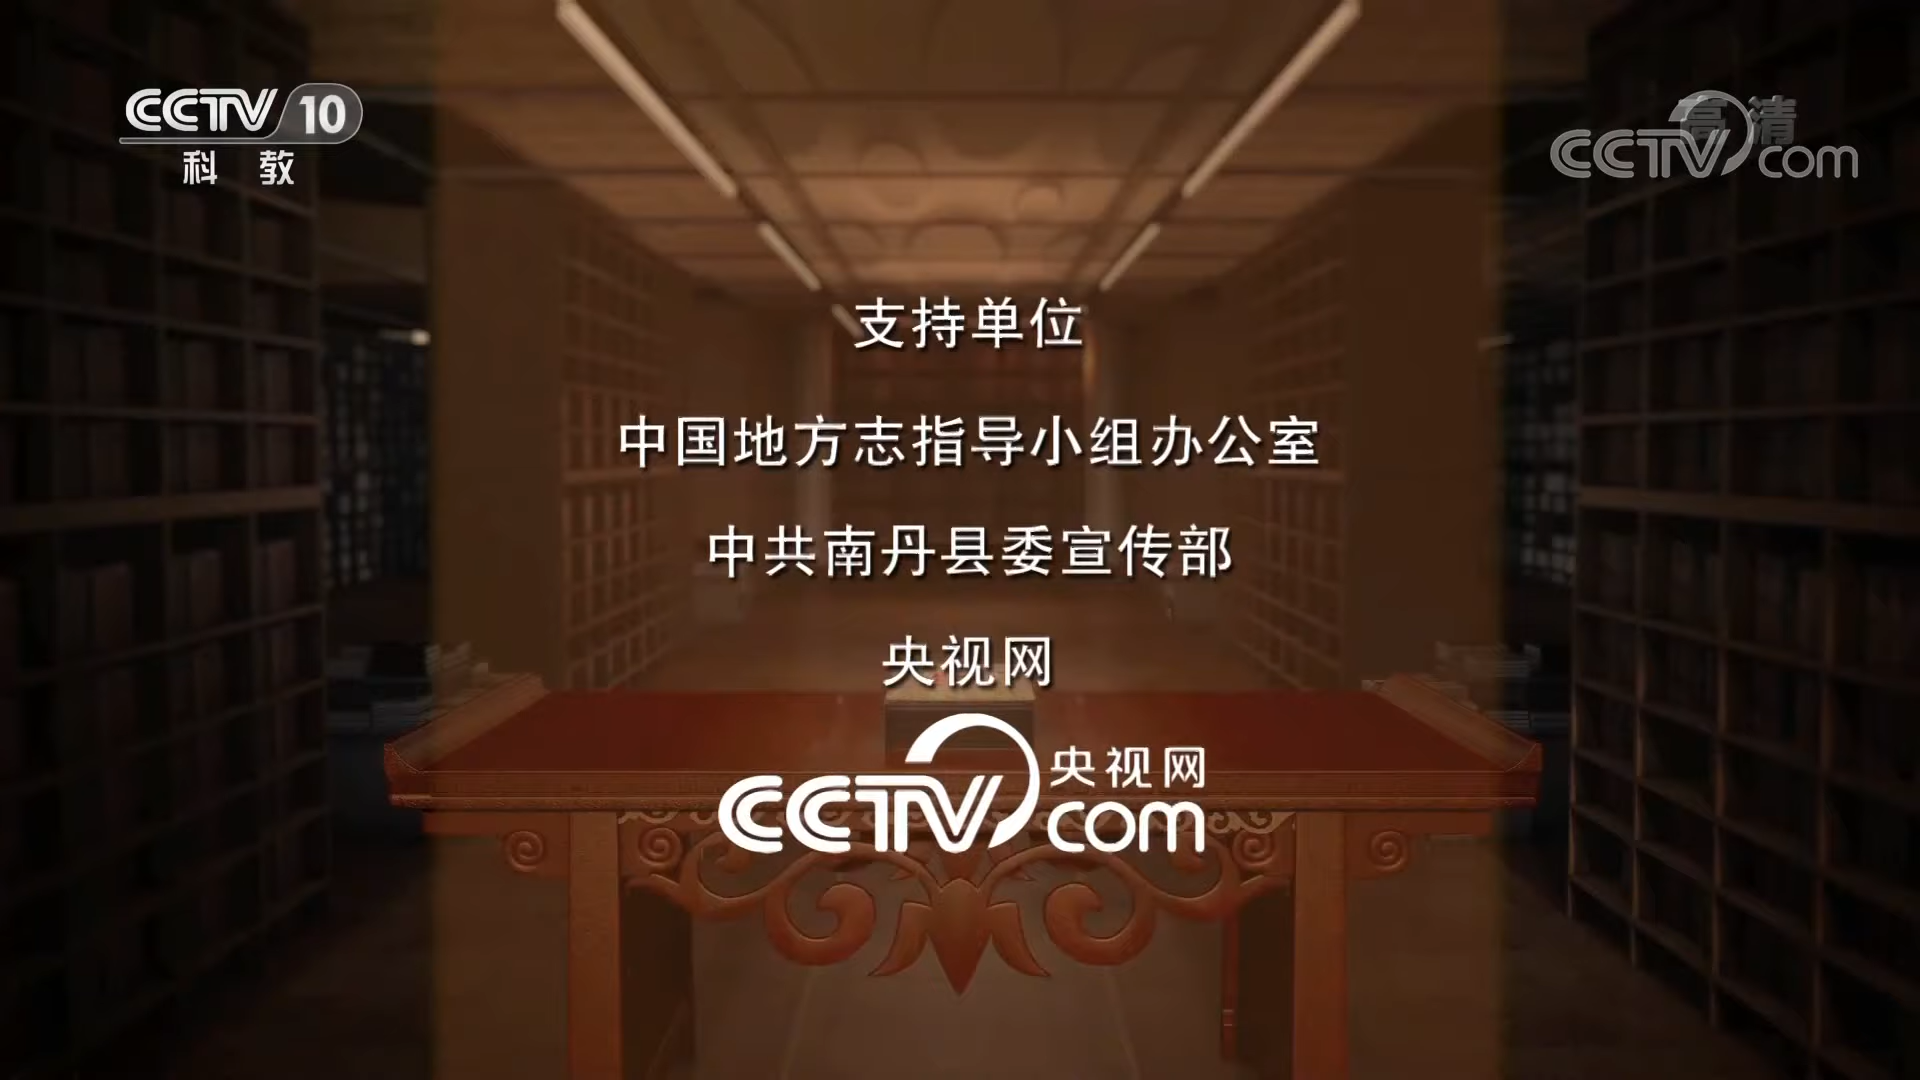 CCTV 10
科教
高清
CCTV com
支持单位
中国地方志指导小组办公室
中共南丹县委宣传部
央视网
央视网
CCTV com